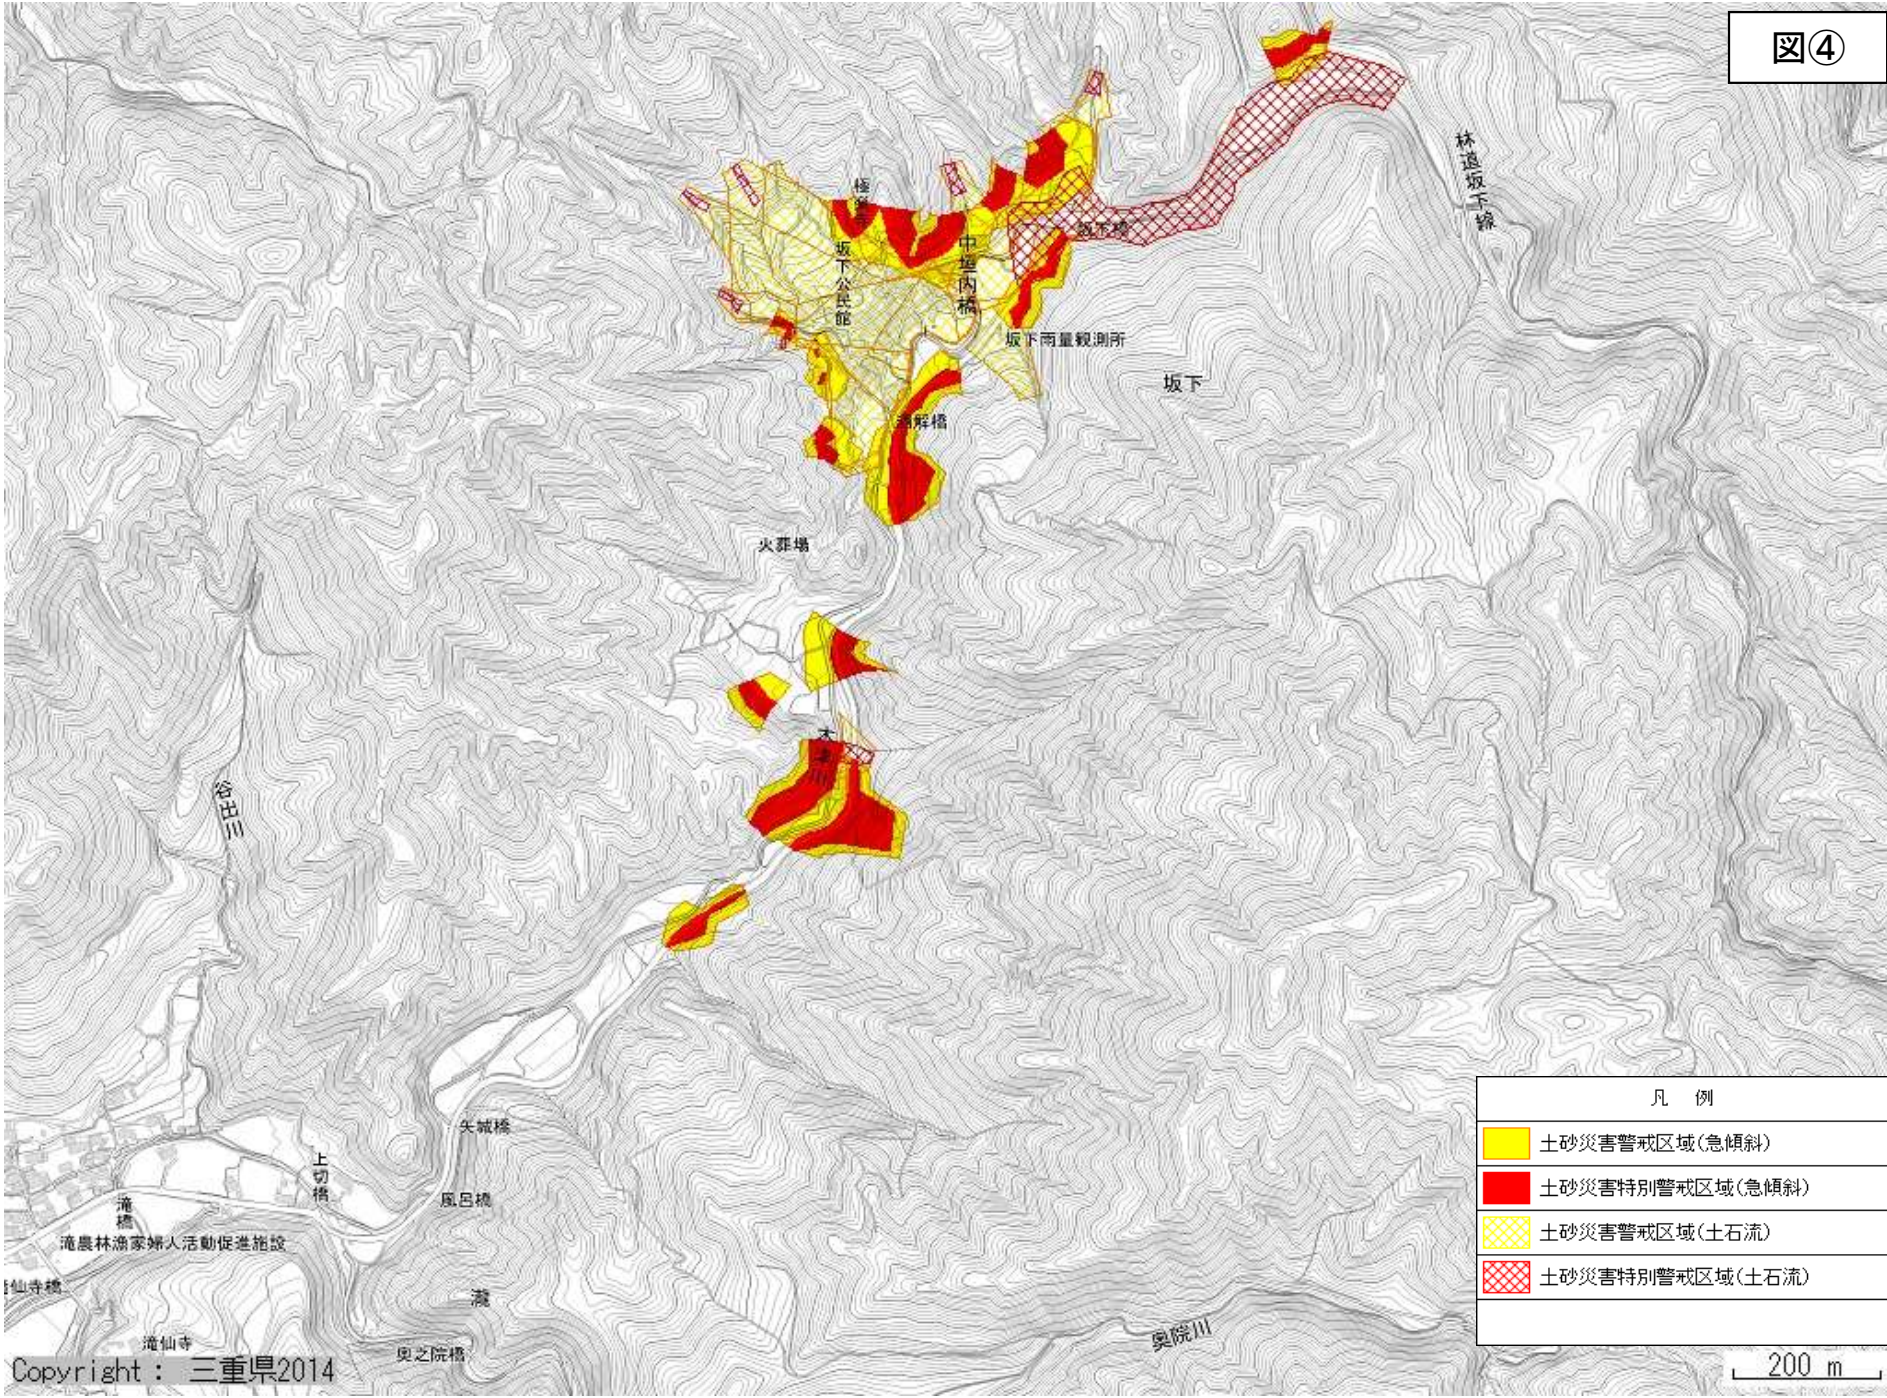 図④
林道坂下線
坂下橋
中垣内橋
坂下公民館
坂下雨量観測所
坂下
火葬場
谷出川
矢城橋
上切橋
風呂橋
滝橋
滝農林漁家婦人活動促進施設
仙寺橋
瀧
滝仙寺
奥之院橋
奥院川
凡 例
土砂災害警戒区域(急傾斜)
土砂災害特別警戒区域(急傾斜)
土砂災害警戒区域(土石流)
土砂災害特別警戒区域(土石流)
Copyright : 三重県2014
200 m